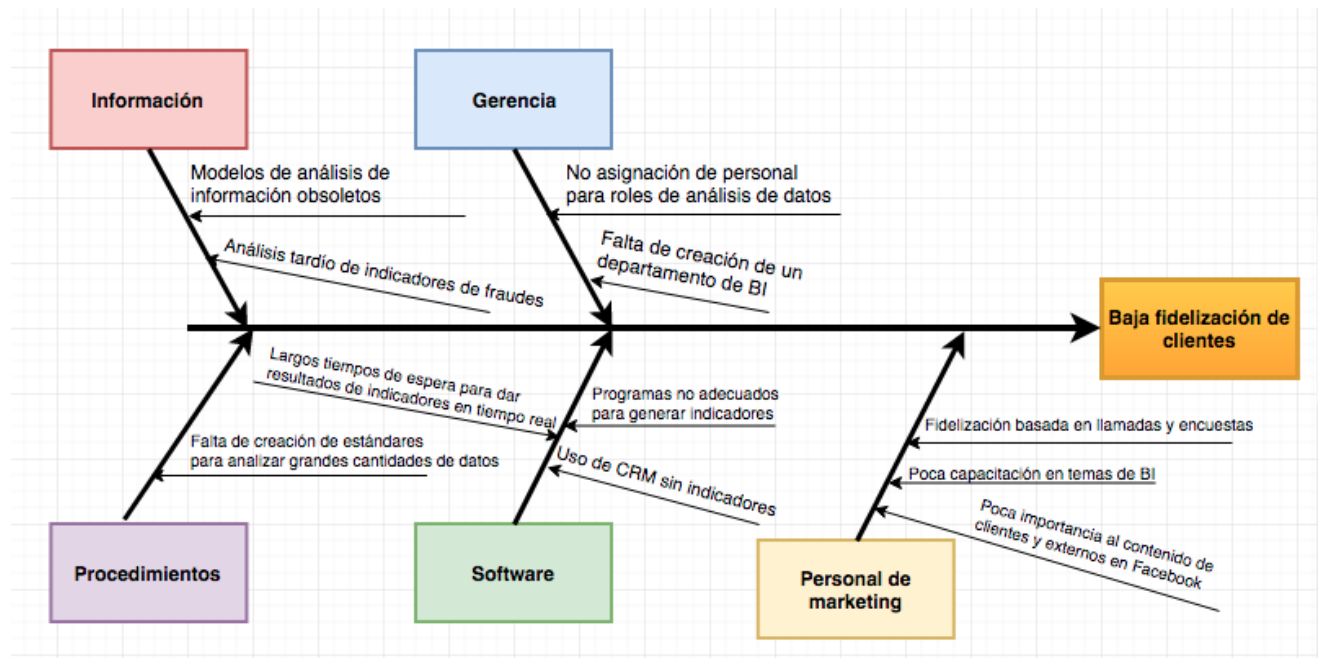 Información
Gerencia
Modelos de análisis de
información obsoletos
No asignación de personal
para roles de análisis de datos
Análisis tardío de indicadores de fraudes
Falta de creación de un
departamento de BI
Baja fidelización de
clientes
Largos tiempos de espera para dar
resultados de indicadores en tiempo real
Programas no adecuados
para generar indicadores
Fidelización basada en llamadas y encuestas
Falta de creación de estándares
para analizar grandes cantidades de datos
Uso de CRM sin indicadores
Poca capacitación en temas de BI
Poca importancia al contenido de
clientes y externos en Facebook
Procedimientos
Software
Personal de
marketing